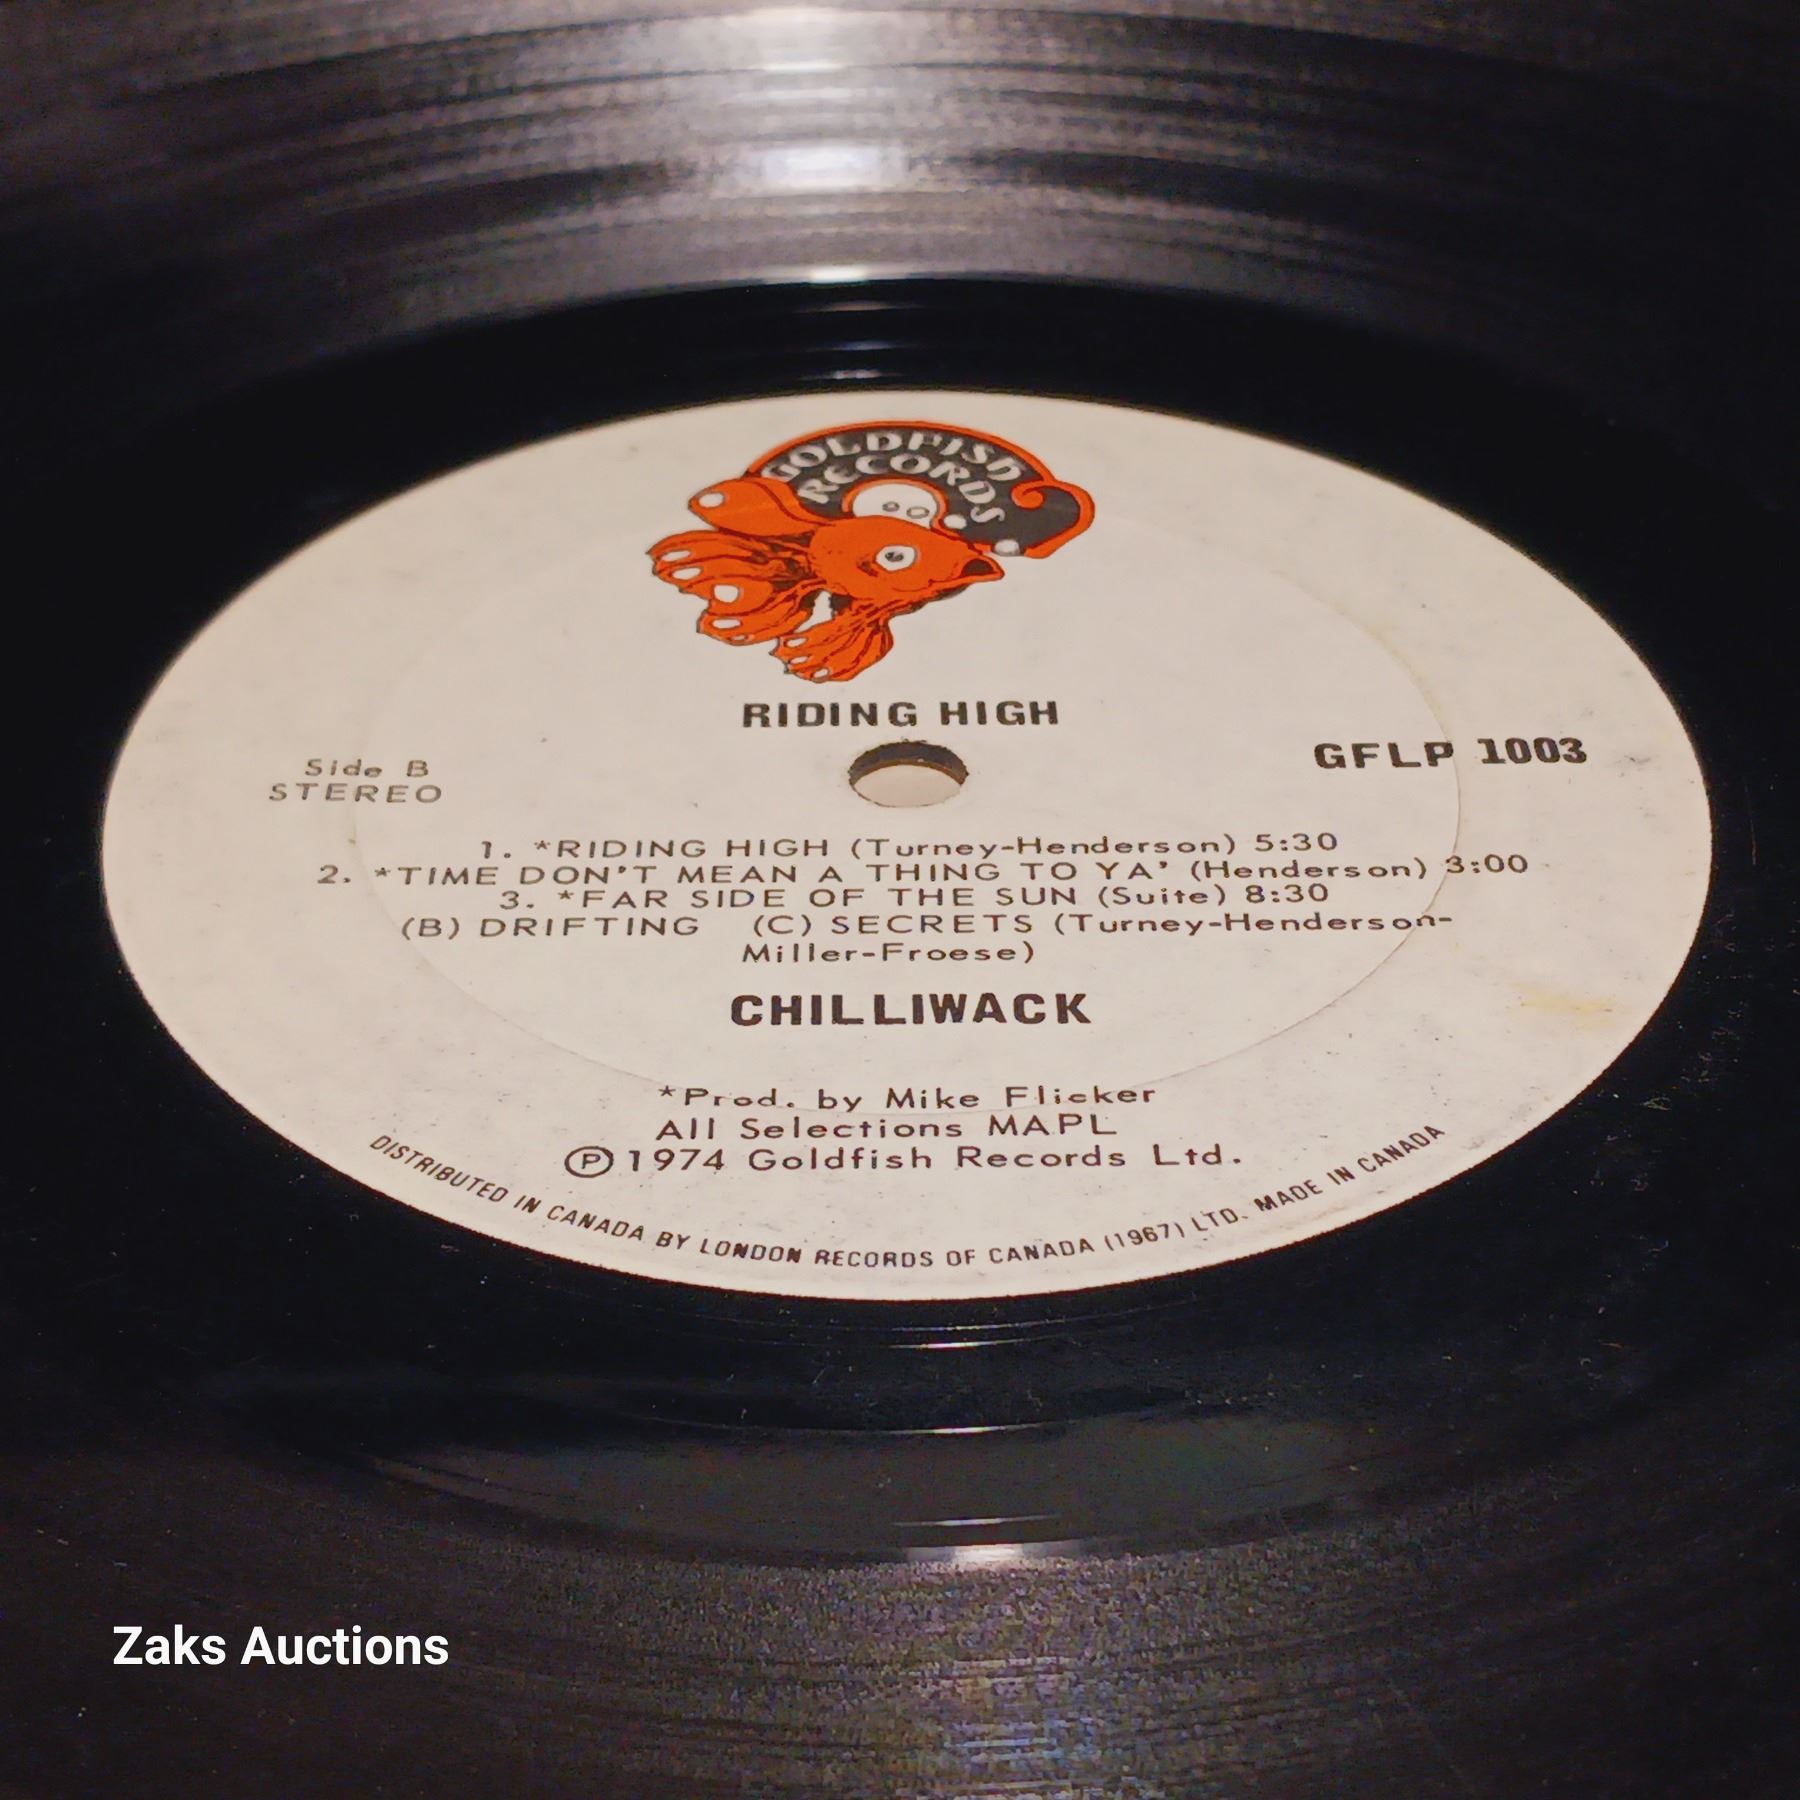 GOLDFISH
RECORDS
RIDING HIGH
Side B
STEREO
GFLP 1003
1. *RIDING HIGH (Turney-Henderson) 5:30
2. *TIME DON'T MEAN A THING TO YA' (Henderson) 3:00
3. *FAR SIDE OF THE SUN (Suite) 8:30
(B) DRIFTING (C) SECRETS (Turney-Henderson-
Miller-Froese)
CHILLIWACK
*Prod. by Mike Flicker
All Selections MAPL
Ⓟ1974 Goldfish Records Ltd.
DISTRIBUTED IN CANADA BY LONDON RECORDS OF CANADA (1967) LTD. MADE IN CANADA
Zaks Auctions